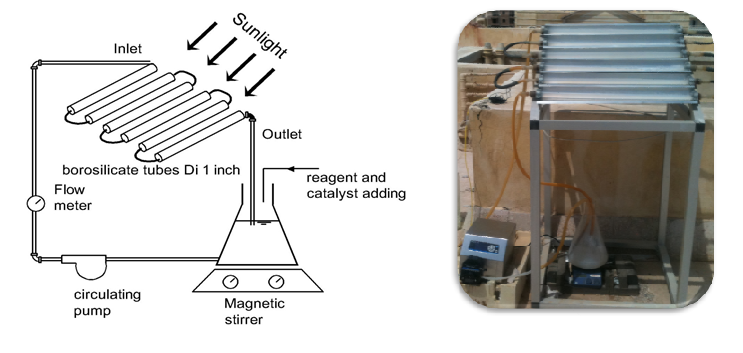 Sunlight
Inlet
Outlet
borosilicate tubes Di 1 inch
reagent and
catalyst adding
Flow
meter
circulating
pump
Magnetic
stirrer